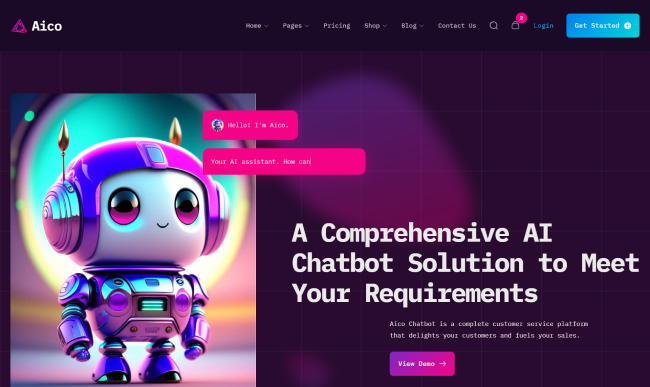 Aico
Home
Pages
Pricing
Shop
Blog
Contact Us
2
Login
Get Started
Hello! I'm Aico.
Your AI assistant. How can
A Comprehensive AI
Chatbot Solution to Meet
Your Requirements
Aico Chatbot is a complete customer service platform
that delights your customers and fuels your sales.
View Demo